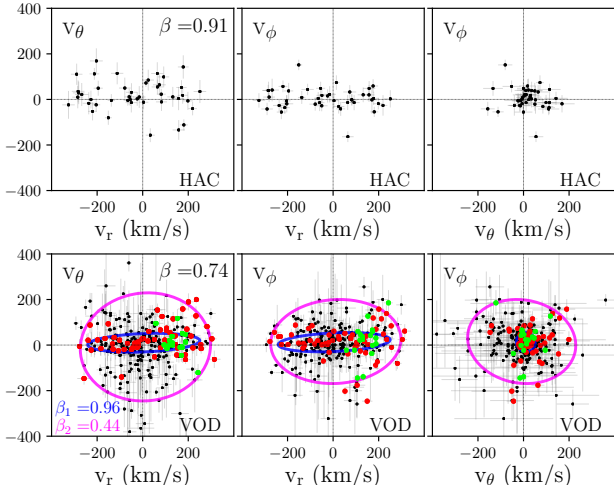 400
200
0
−200
−400
v_θ
β = 0.91
HAC
v_ϕ
HAC
v_ϕ
HAC
−200 0 200
−200 0 200
−200 0 200
v_r (km/s)
v_r (km/s)
v_θ (km/s)
400
200
0
−200
−400
v_θ
β = 0.74
β_1 =0.96
β_2 =0.44
VOD
v_ϕ
VOD
v_ϕ
VOD
−200 0 200
−200 0 200
−200 0 200
v_r (km/s)
v_r (km/s)
v_θ (km/s)